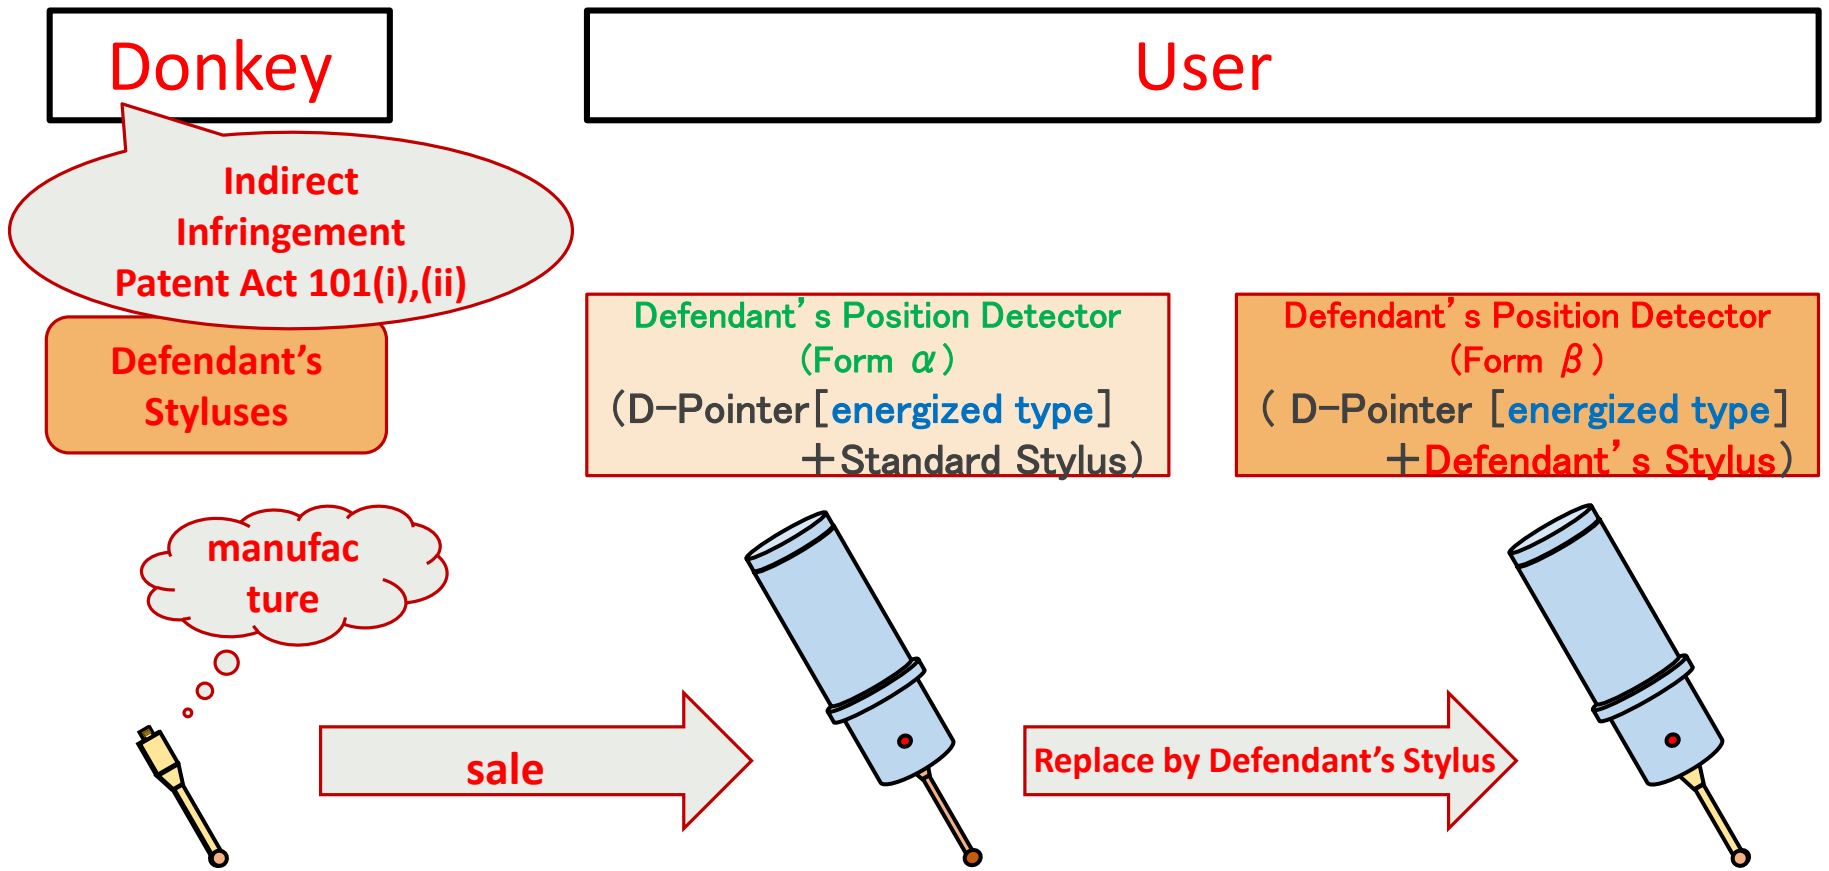 Donkey
User
Indirect
Infringement
Patent Act 101(i),(ii)
Defendant's
Styluses
Defendant's Position Detector
(Form α)
(D-Pointer[energized type]
+Standard Stylus)
Defendant's Position Detector
(Form β)
( D-Pointer [energized type]
+Defendant's Stylus)
manufac
ture
sale
Replace by Defendant's Stylus